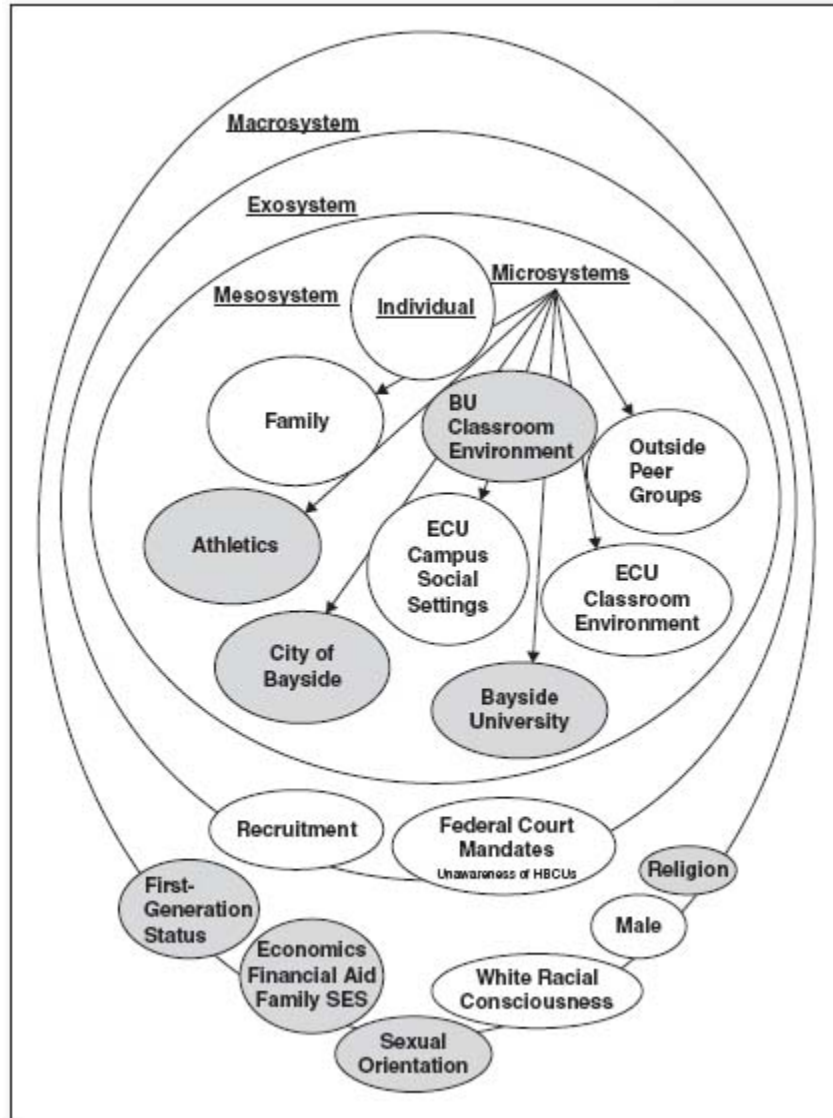 Macrosystem
Exosystem
Mesosystem
Individual
Microsystems
Family
BU
Classroom
Environment
Outside
Peer
Groups
Athletics
ECU
Campus
Social
Settings
ECU
Classroom
Environment
City of
Bayside
Bayside
University
Recruitment
Federal Court
Mandates
Unawareness of HBCUs
Religion
First-
Generation
Status
Male
Economics
Financial Aid
Family SES
White Racial
Consciousness
Sexual
Orientation